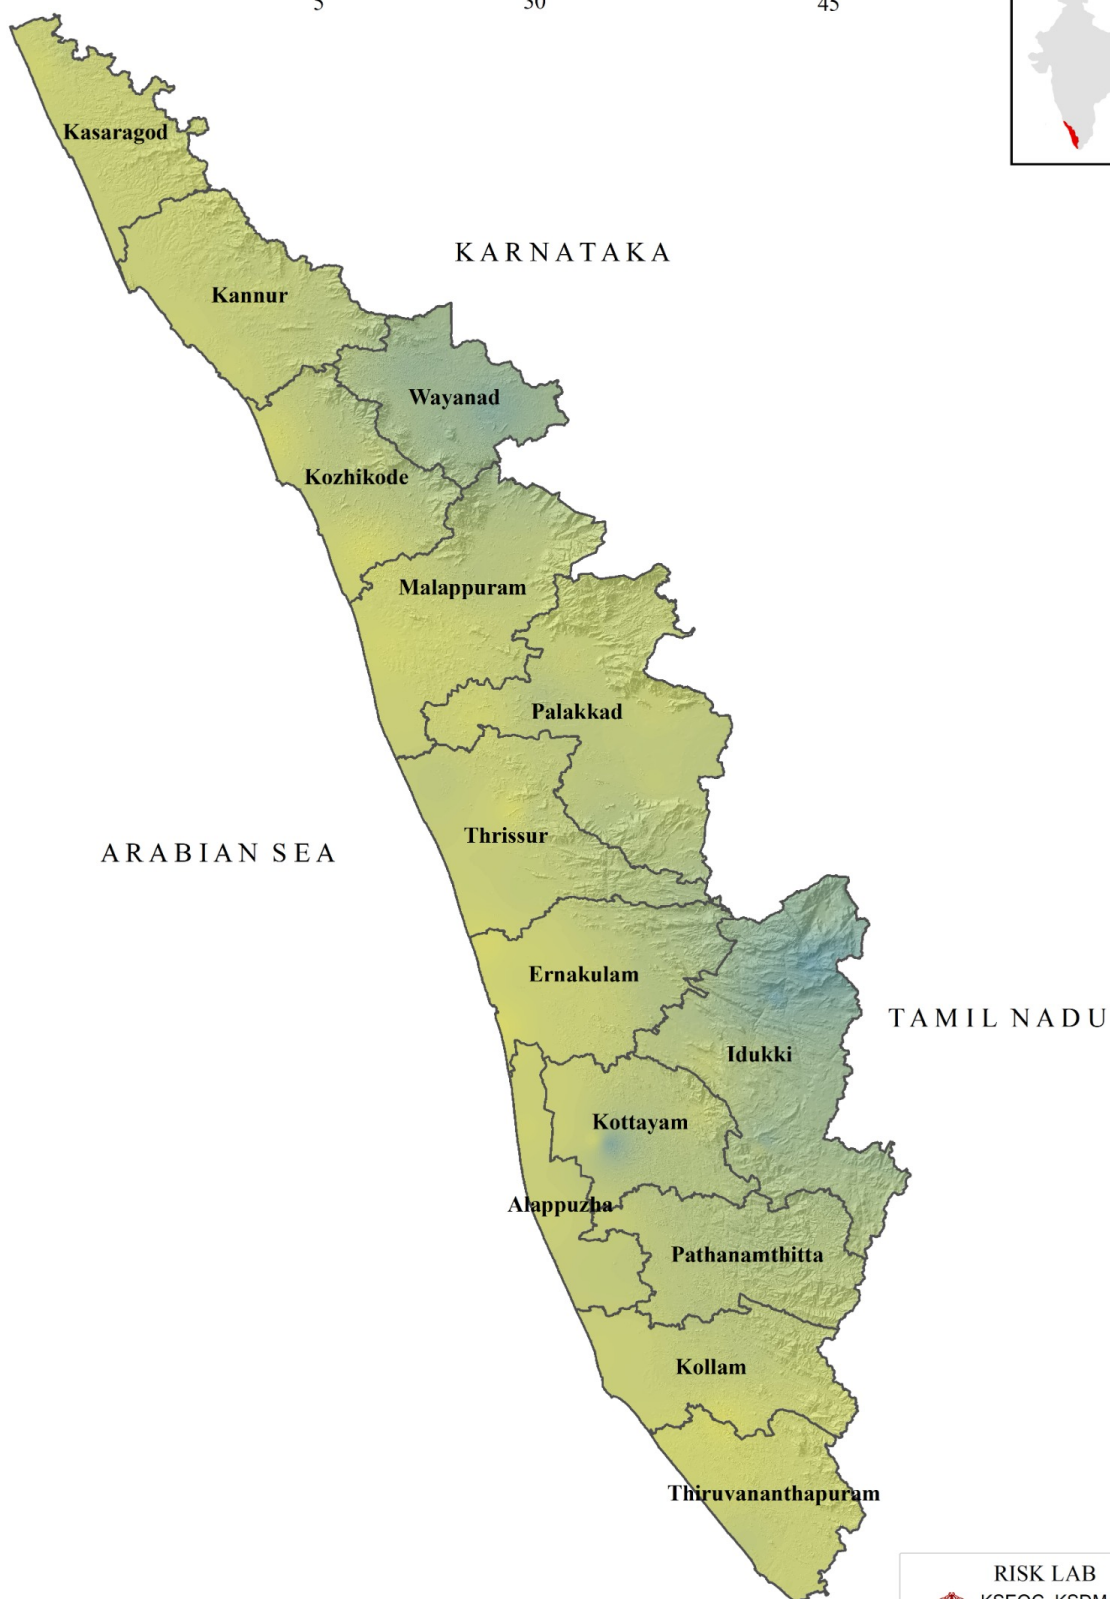 5 30 45
Kasaragod
KARNATAKA
Kannur
Wayanad
Kozhikode
Malappuram
Palakkad
Thrissur
ARABIAN SEA
Ernakulam
TAMIL NADU
Idukki
Kottayam
Alappuzha
Pathanamthitta
Kollam
Thiruvananthapuram
RISK LAB